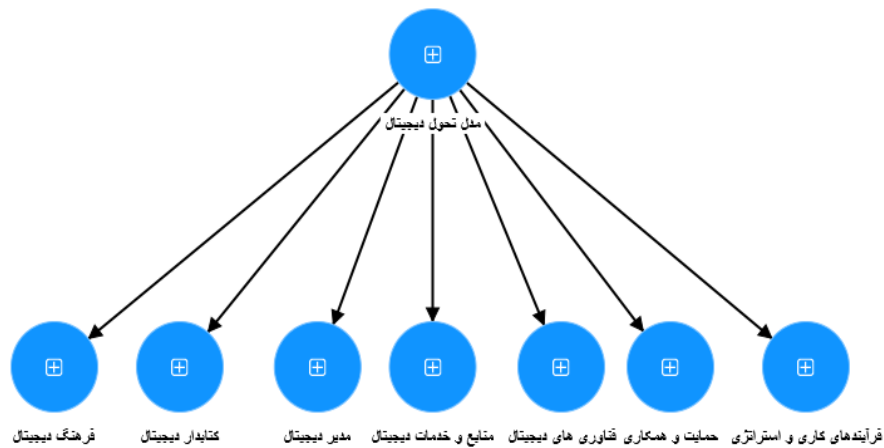 مدل تحول دیجیتال
فرآیندهای کاری و استراتژی
حمایت و همکاری
فناوری های دیجیتال
منابع و خدمات دیجیتال
مدیر دیجیتال
کتابدار دیجیتال
فرهنگ دیجیتال